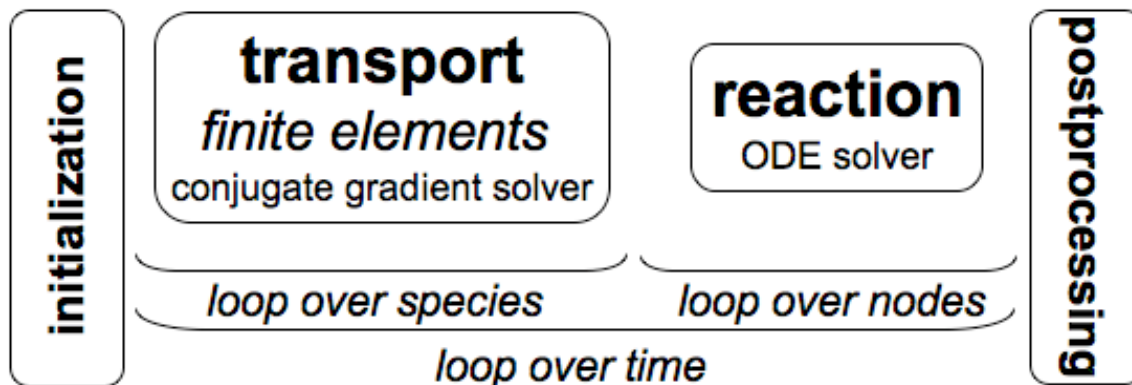 initialization
transport
finite elements
conjugate gradient solver
loop over species
reaction
ODE solver
loop over nodes
loop over time
postprocessing